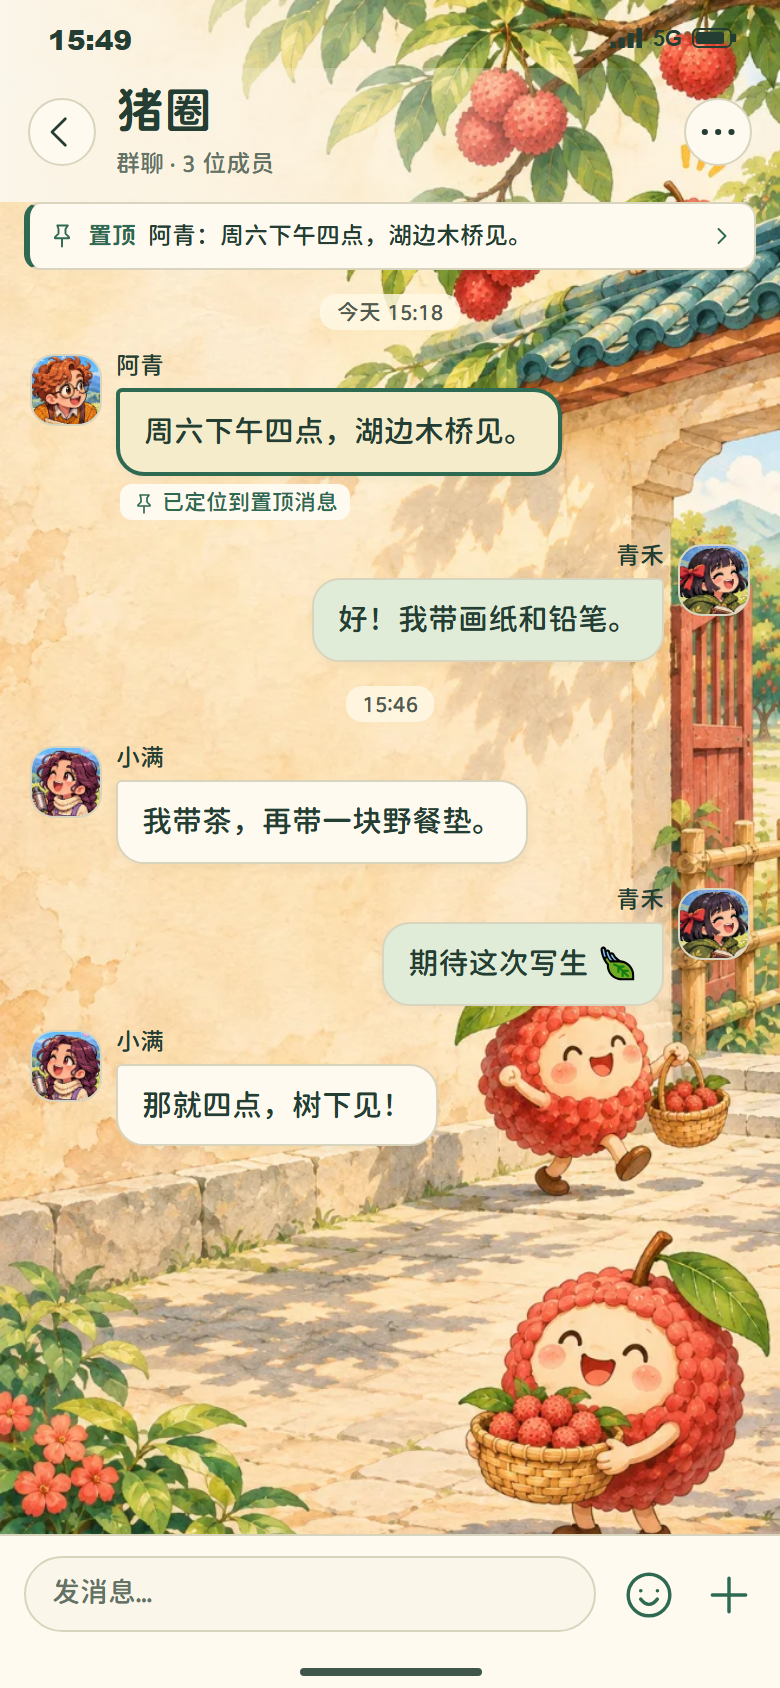 15:49
5G
猪圈
群聊 · 3 位成员
置顶 阿青：周六下午四点，湖边木桥见。
今天 15:18
阿青
周六下午四点，湖边木桥见。
已定位到置顶消息
青禾
好！我带画纸和铅笔。
15:46
小满
我带茶，再带一块野餐垫。
青禾
期待这次写生
小满
那就四点，树下见！
发消息...